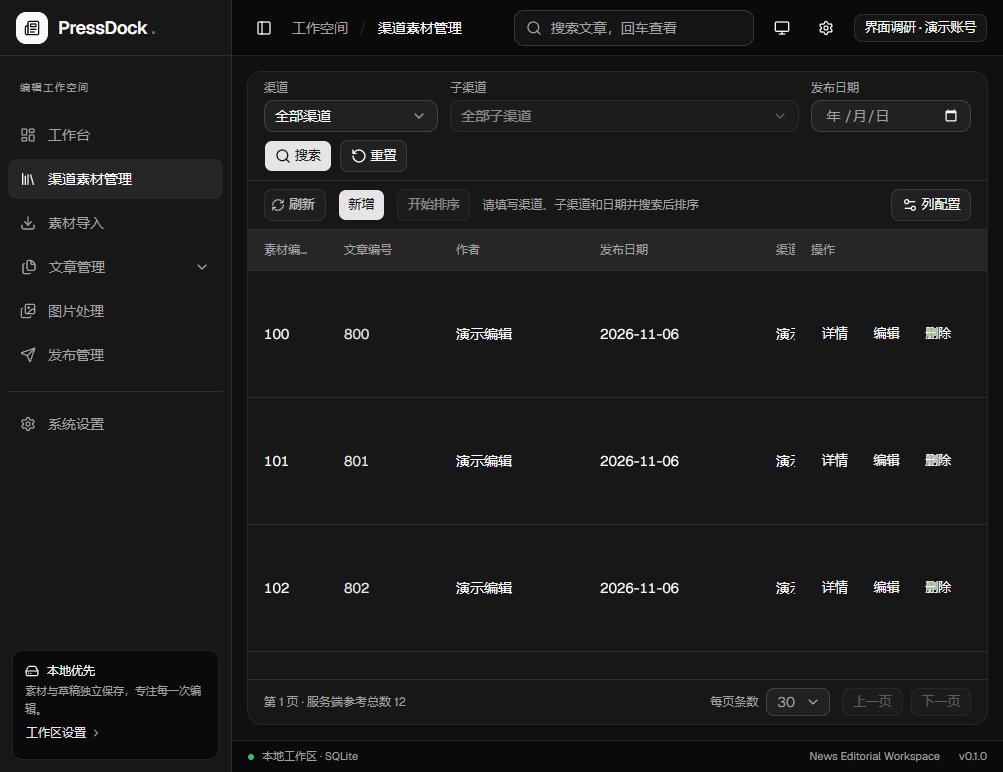 PressDock.
编辑工作空间
工作台
渠道素材管理
素材导入
文章管理
图片处理
发布管理
系统设置
本地优先
素材与草稿独立保存，专注每一次编
辑。
工作区设置
工作空间 / 渠道素材管理
搜索文章，回车查看
界面调研 · 演示账号
渠道 子渠道 发布日期
全部渠道 全部子渠道 年 /月/日
搜索 重置
刷新 新增 开始排序 请填写渠道、子渠道和日期并搜索后排序 列配置
素材编... 文章编号 作者 发布日期 渠道 操作
100 800 演示编辑 2026-11-06 演 详情 编辑 删除
101 801 演示编辑 2026-11-06 演 详情 编辑 删除
102 802 演示编辑 2026-11-06 演 详情 编辑 删除
第 1 页 · 服务端参考总数 12 每页条数 30 上一页 下一页
本地工作区 · SQLite News Editorial Workspace v0.1.0